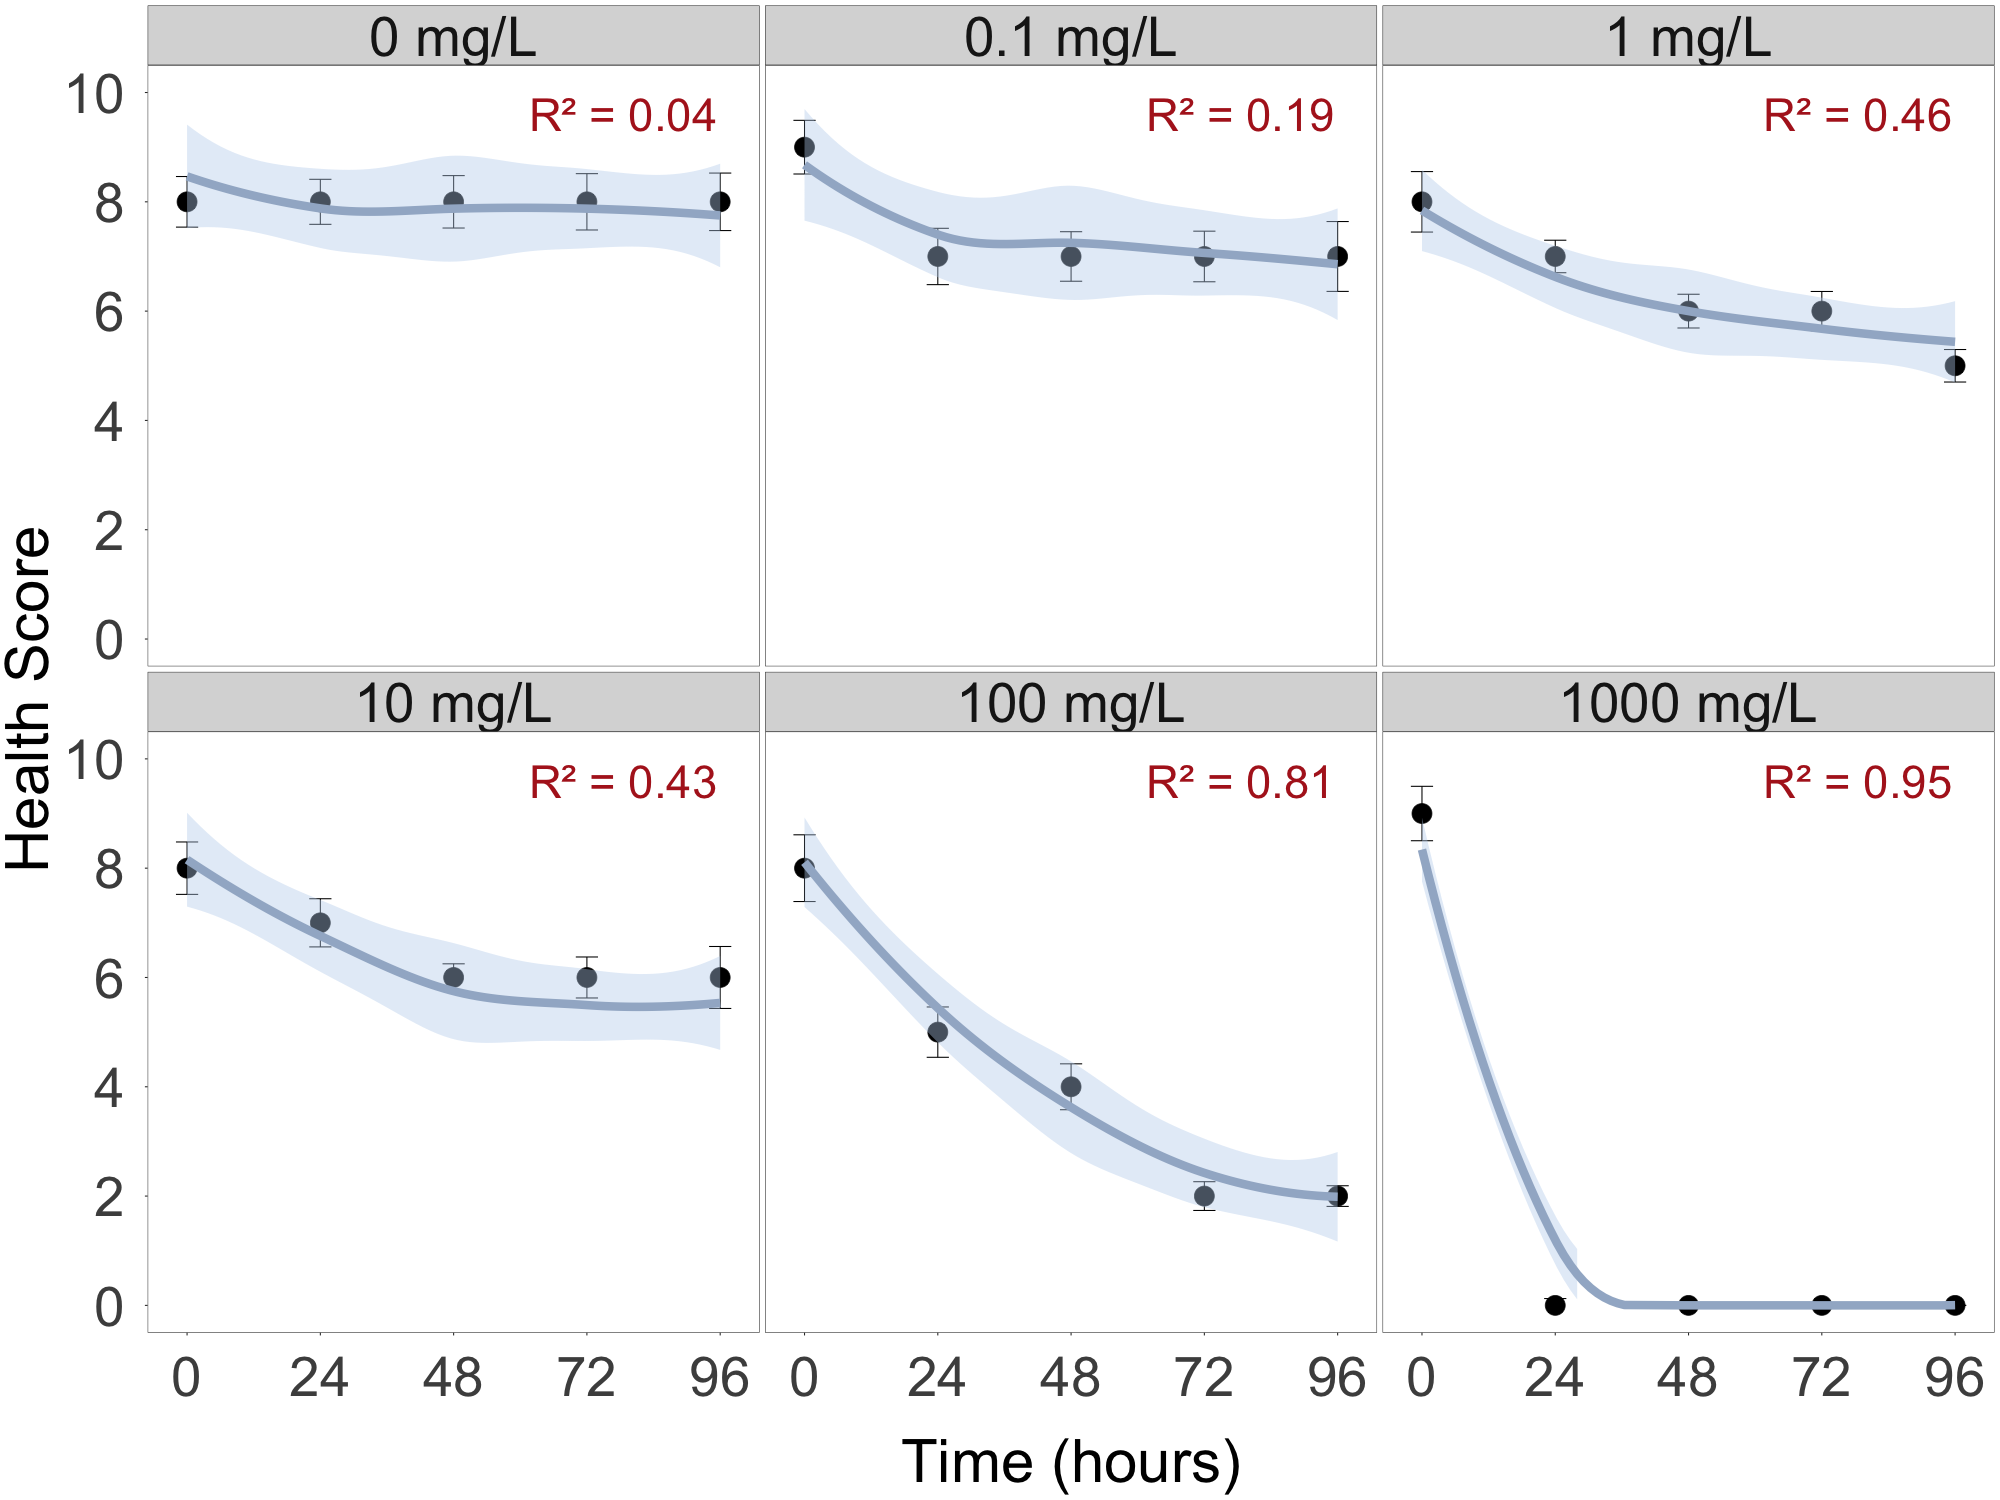 0 mg/L
0.1 mg/L
1 mg/L
R² = 0.04
R² = 0.19
R² = 0.46
10
8
6
4
2
0
Health Score
10 mg/L
100 mg/L
1000 mg/L
R² = 0.43
R² = 0.81
R² = 0.95
10
8
6
4
2
0
0 24 48 72 96
0 24 48 72 96
0 24 48 72 96
Time (hours)